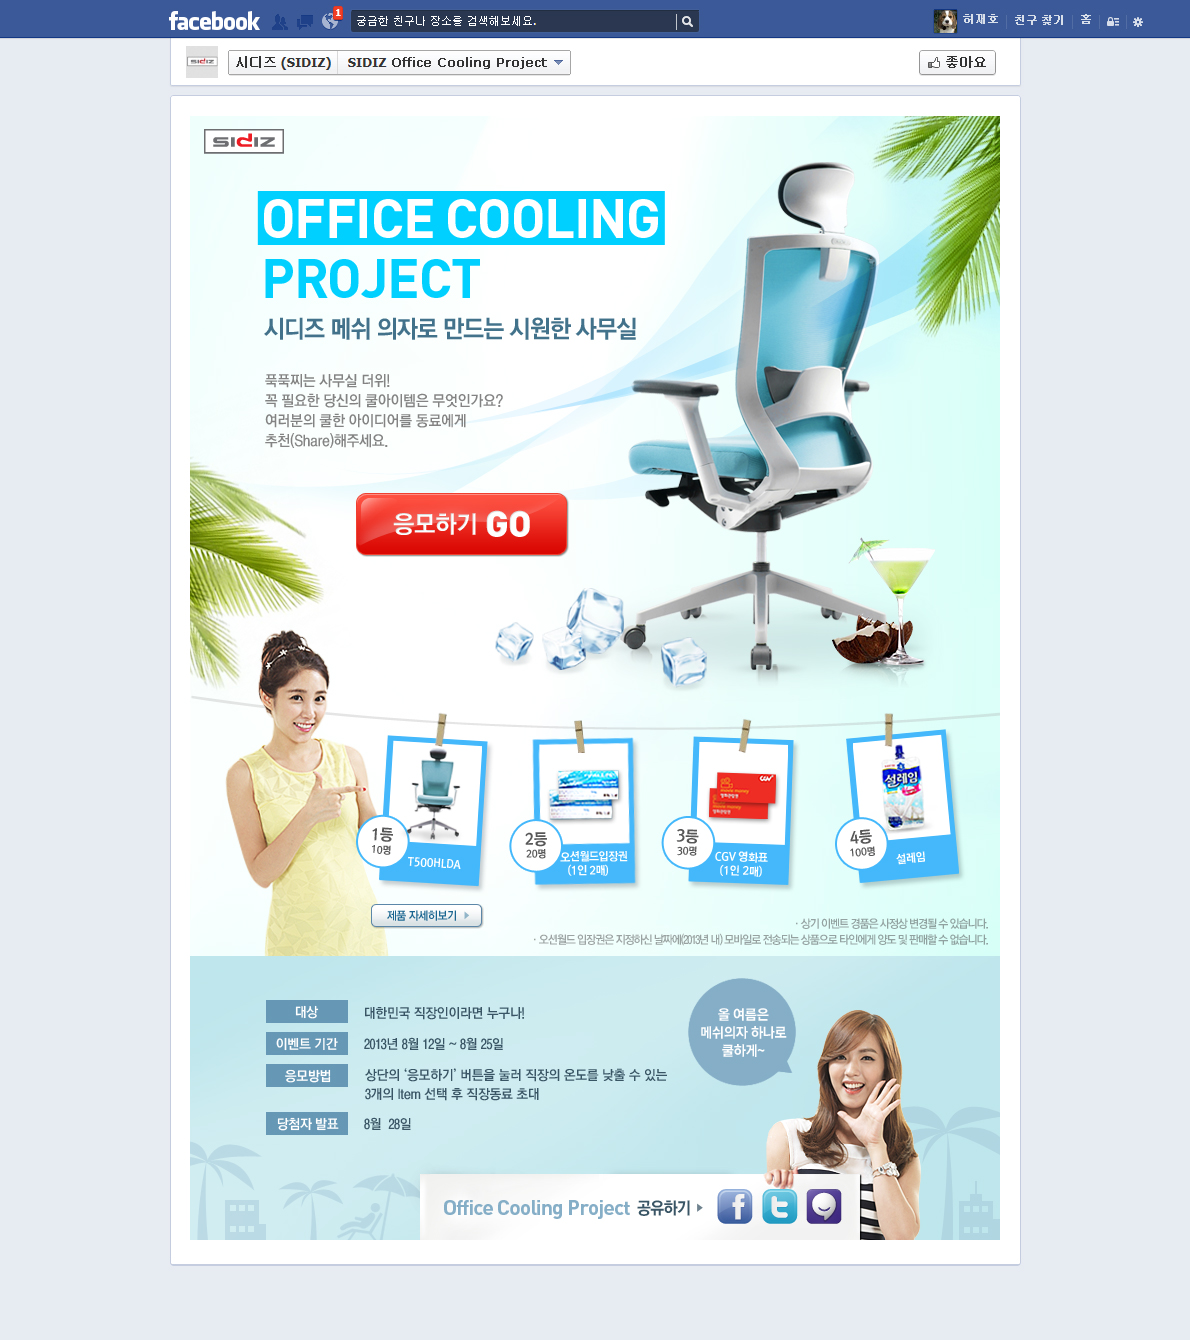 facebook
1
궁금한 친구나 장소를 검색해보세요.
허재호
친구 찾기
홈
sidiz
시디즈 (SIDIZ)
SIDIZ Office Cooling Project
좋아요
SIDIZ
OFFICE COOLING
PROJECT
시디즈 메쉬 의자로 만드는 시원한 사무실
푹푹찌는 사무실 더위!
꼭 필요한 당신의 쿨아이템은 무엇인가요?
여러분의 쿨한 아이디어를 동료에게
추천(Share)해주세요.
응모하기 GO
1등
10명
T500HLDA
2등
20명
오션월드입장권
(1인 2매)
CGV
3등
30명
CGV 영화표
(1인 2매)
설레임
4등
100명
설레임
제품 자세히보기
· 상기 이벤트 경품은 사정상 변경될 수 있습니다.
· 오션월드 입장권은 지정하신 날짜에(2013년 내) 모바일로 전송되는 상품으로 타인에게 양도 및 판매할 수 없습니다.
대상
대한민국 직장인이라면 누구나!
이벤트 기간
2013년 8월 12일 ~ 8월 25일
응모방법
상단의 ‘응모하기’ 버튼을 눌러 직장의 온도를 낮출 수 있는
3개의 Item 선택 후 직장동료 초대
당첨자 발표
8월 28일
올 여름은
메쉬의자 하나로
쿨하게~
Office Cooling Project 공유하기